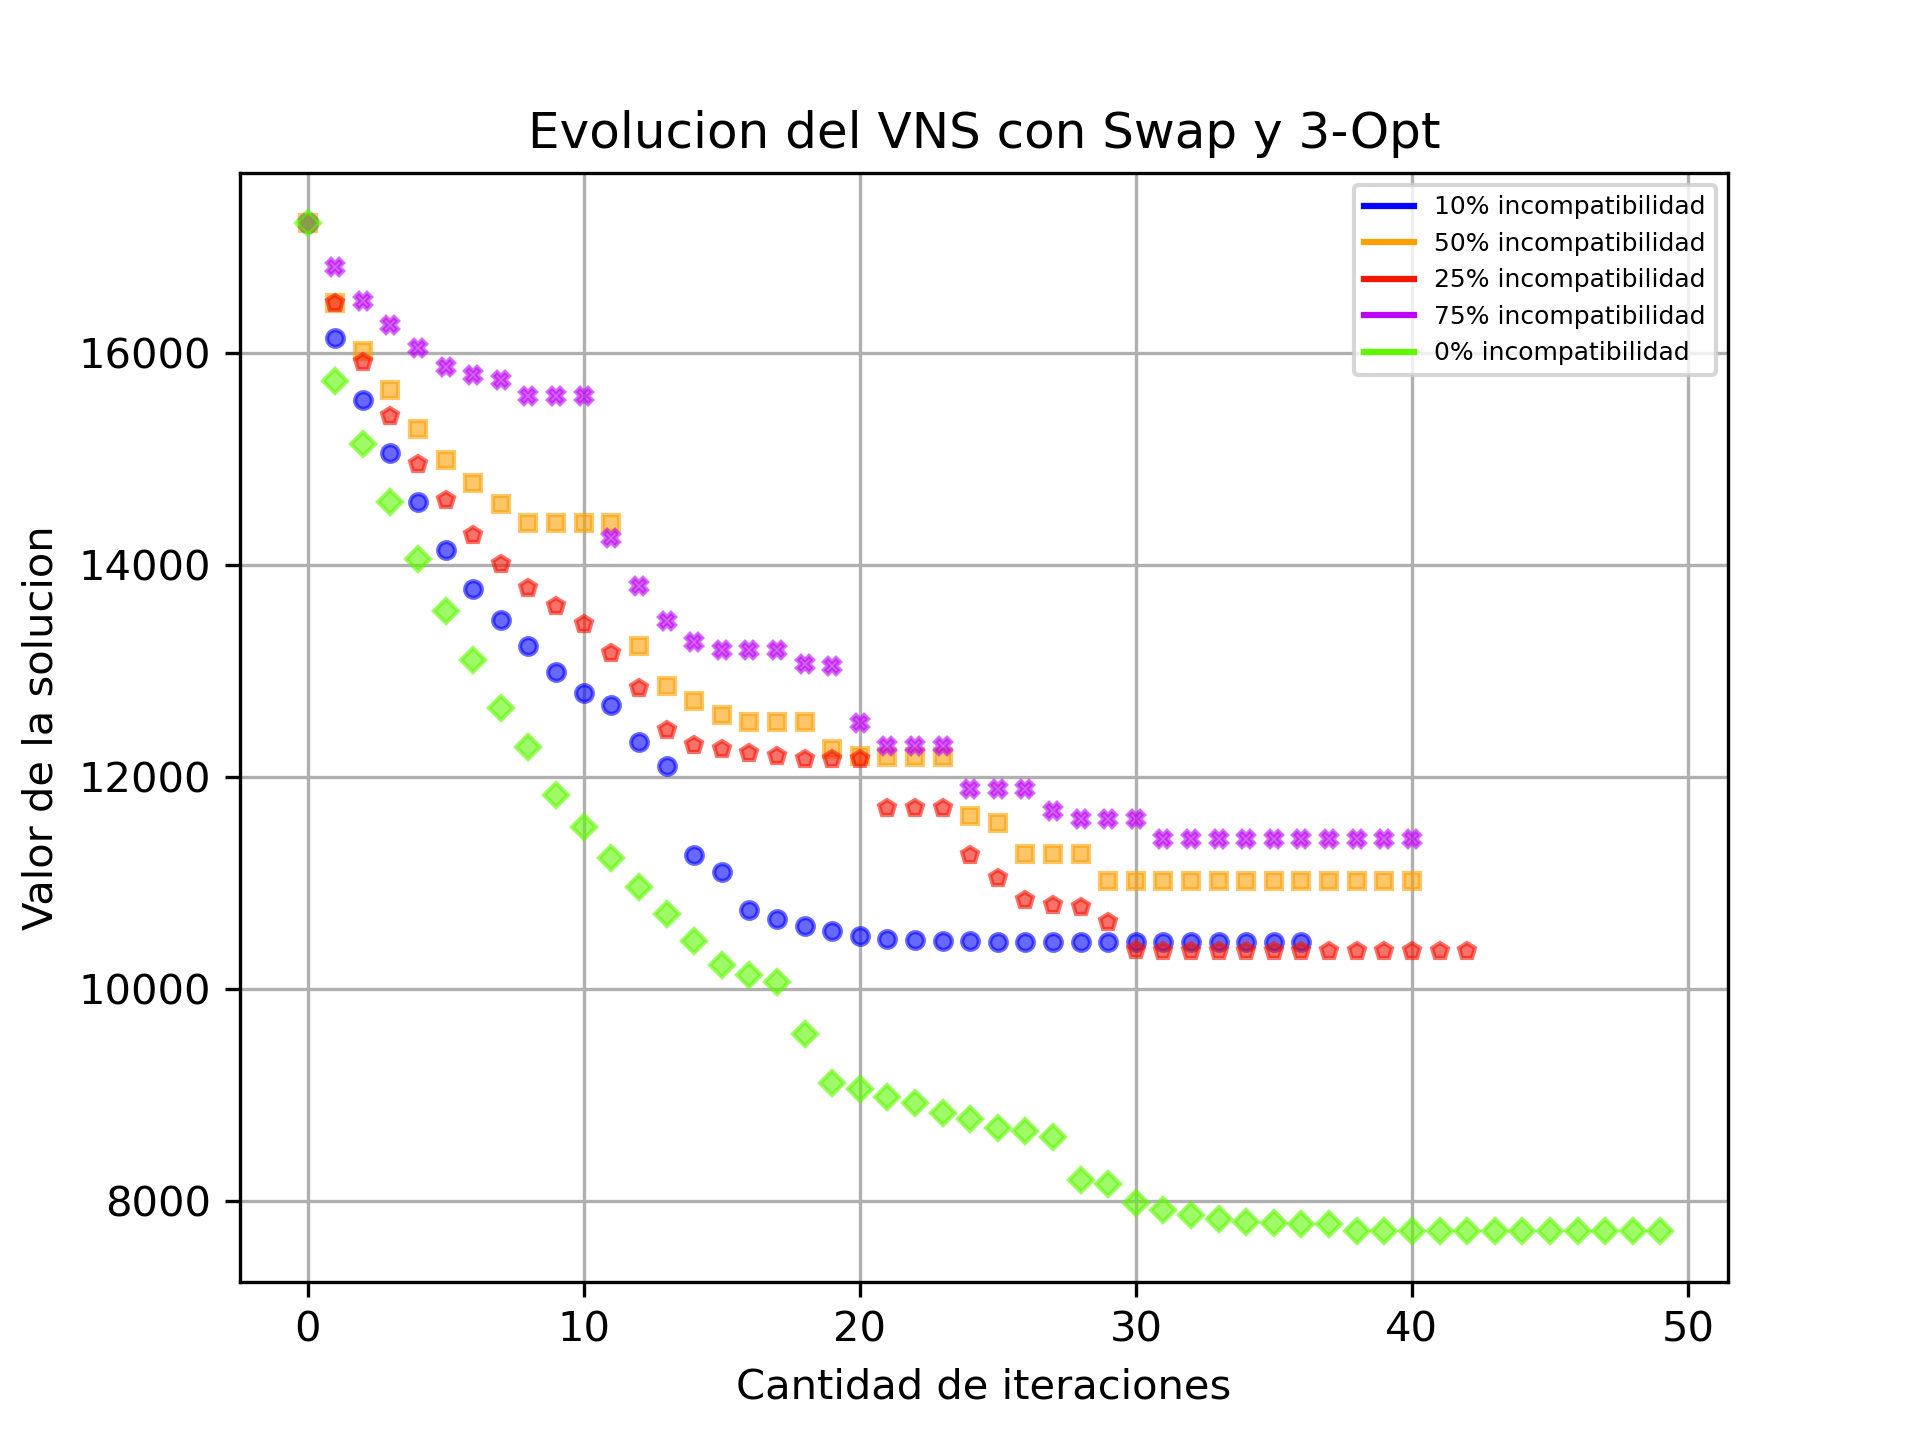 Evolucion del VNS con Swap y 3-Opt
10% incompatibilidad
50% incompatibilidad
25% incompatibilidad
75% incompatibilidad
0% incompatibilidad
Valor de la solucion
16000
14000
12000
10000
8000
0 10 20 30 40 50
Cantidad de iteraciones